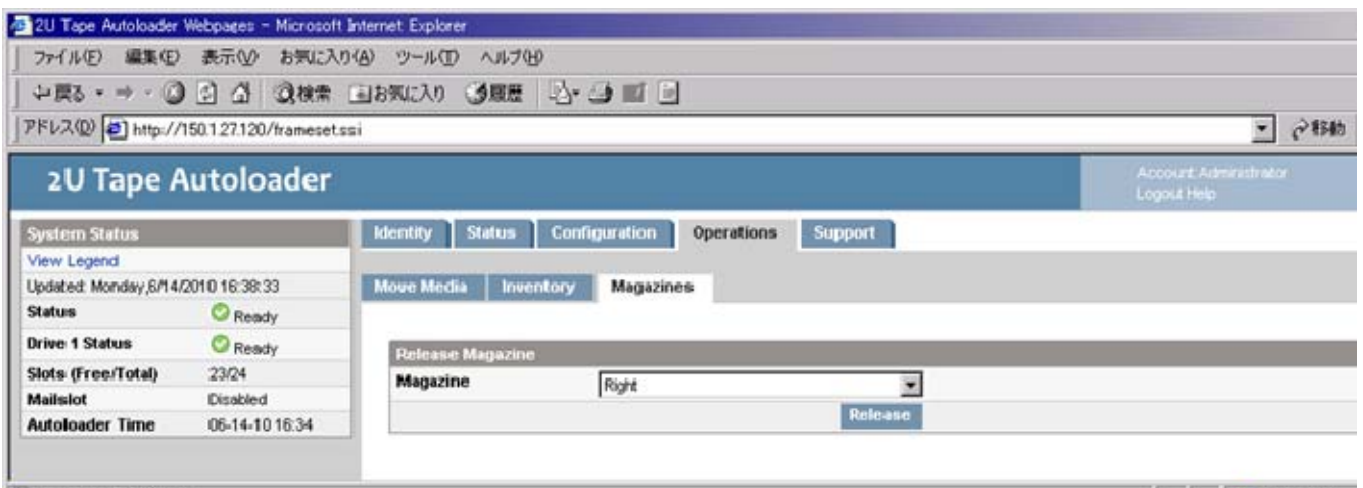 2U Tape Autoloader Webpages - Microsoft Internet Explorer
ファイル(F) 編集(E) 表示(V) お気に入り(A) ツール(T) ヘルプ(H)
戻る 検索 お気に入り 履歴
アドレス(D) http://150.1.27.120/frameset.ssi 移動
2U Tape Autoloader
Account: Administrator
Logout Help
System Status
View Legend
Updated: Monday,6/14/2010 16:38:33
Status Ready
Drive 1 Status Ready
Slots (Free/Total) 23/24
Mailslot Disabled
Autoloader Time 06-14-10 16:34
Identity Status Configuration Operations Support
Move Media Inventory Magazines
Release Magazine
Magazine Right
Release